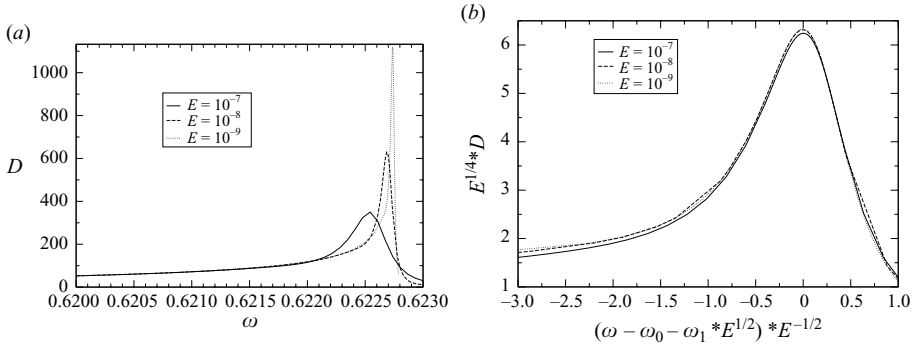 (a)
1000
800
600
400
200
0
D
E = 10⁻⁷
E = 10⁻⁸
E = 10⁻⁹
0.6200 0.6205 0.6210 0.6215 0.6220 0.6225 0.6230
ω
(b)
6
5
4
3
2
1
E^{1/4}*D
E = 10⁻⁷
E = 10⁻⁸
E = 10⁻⁹
−3.0 −2.5 −2.0 −1.5 −1.0 −0.5 0 0.5 1.0
(ω – ω₀ – ω₁ *E^{1/2}) *E^{−1/2}